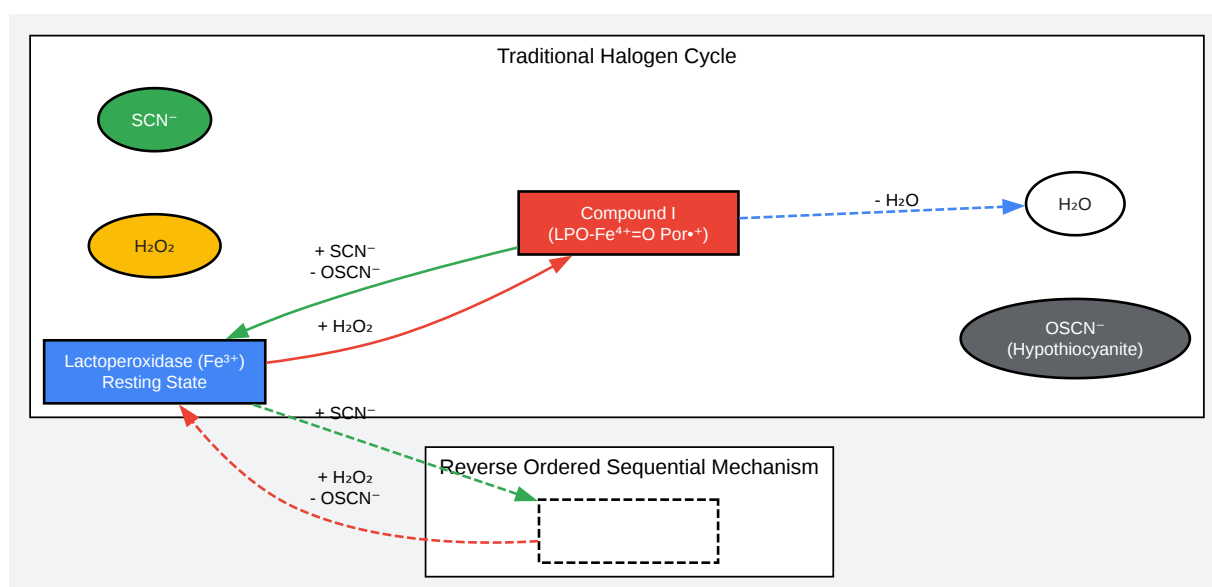 Traditional Halogen Cycle
SCN⁻
H₂O₂
+ SCN⁻
- OSCN⁻
+ H₂O₂
Compound I
(LPO-Fe⁴⁺=O Por•⁺)
- H₂O
H₂O
OSCN⁻
(Hypothiocyanite)
Lactoperoxidase (Fe³⁺)
Resting State
+ SCN⁻
+ H₂O₂
- OSCN⁻
Reverse Ordered Sequential Mechanism